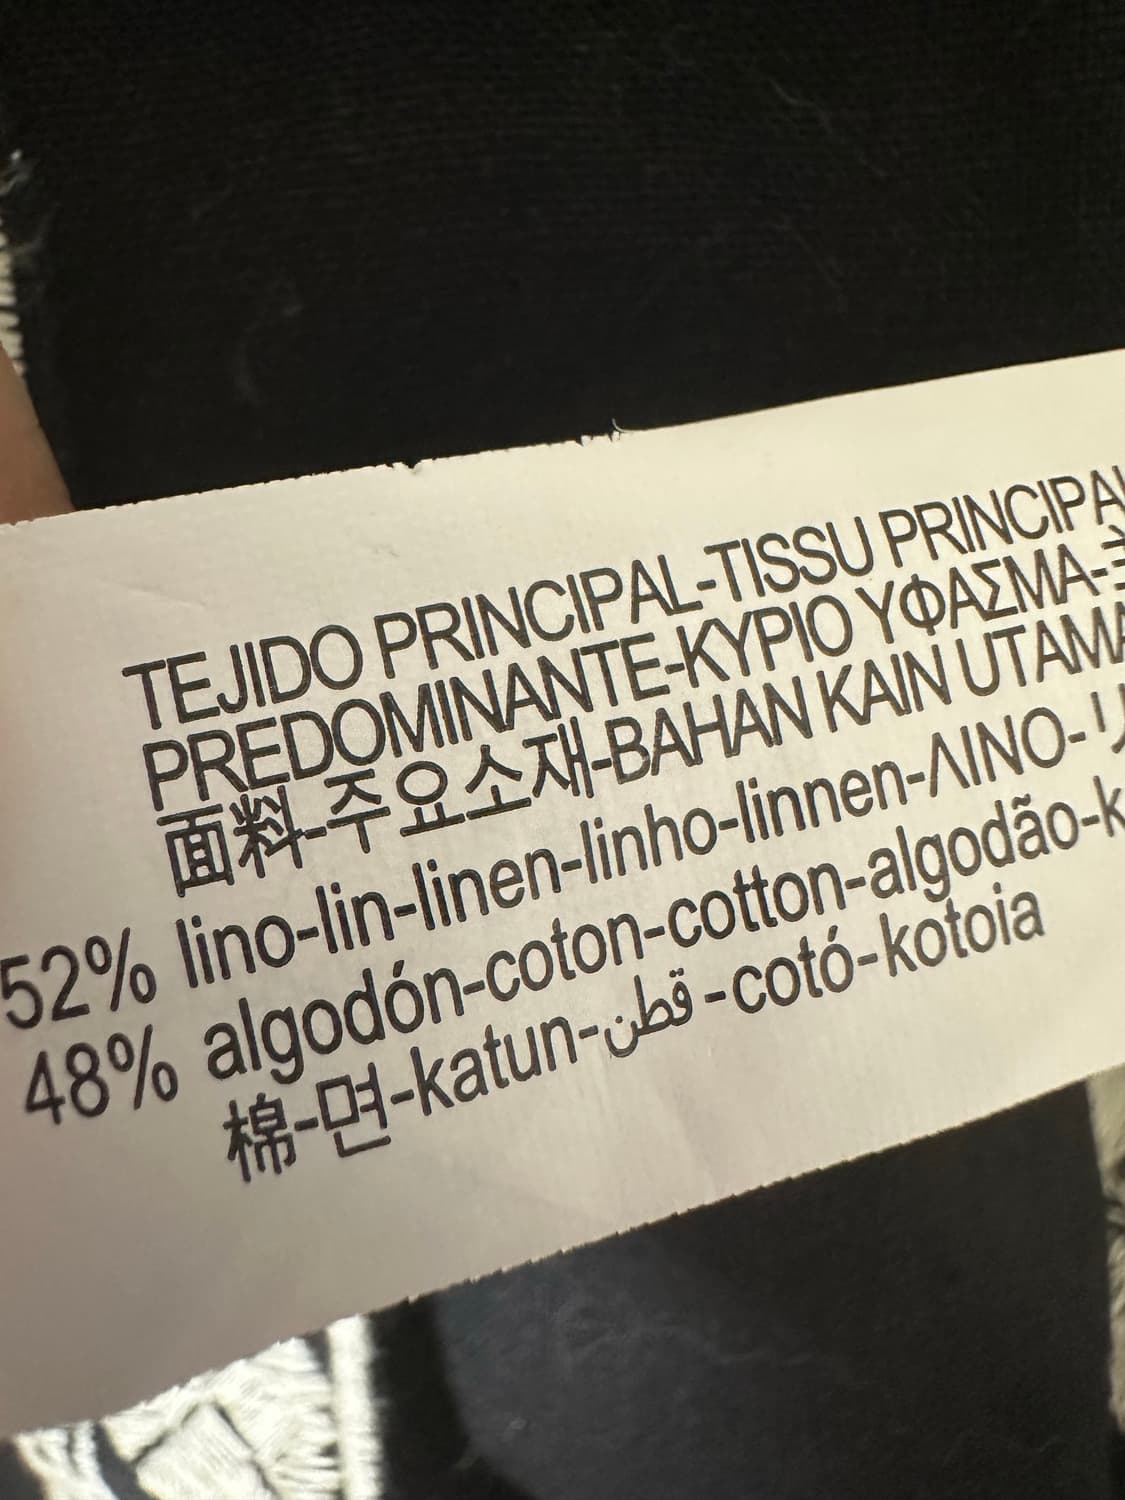 TEJIDO PRINCIPAL-TISSU PRINCIPAL
PREDOMINANTE-ΚΥΡΙΟ ΥΦΑΣΜΑ-
面料-주요소재-BAHAN KAIN UTAMA
52% lino-lin-linen-linho-linnen-ΛΙΝΟ-リ
48% algodón-coton-cotton-algodão-k
棉-면-katun-قطن-cotó-kotoia